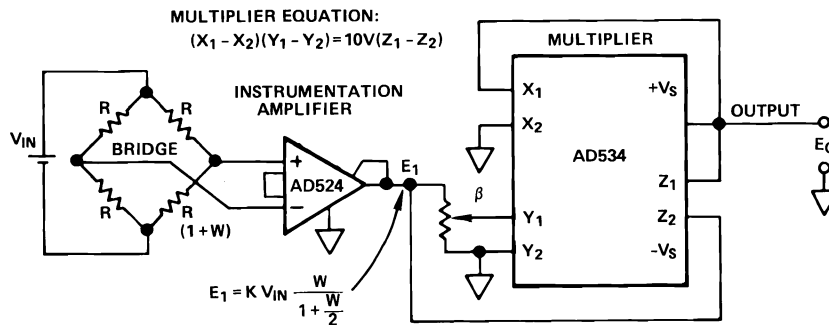 MULTIPLIER EQUATION:
(X1 – X2)(Y1 – Y2) = 10V(Z1 – Z2)
MULTIPLIER
INSTRUMENTATION
AMPLIFIER
X1
+VS
OUTPUT
R
R
VIN
BRIDGE
X2
+
AD524
–
E1
AD534
EO
β
Z1
R
R
(1 + W)
Y1
Z2
Y2
–VS
E1 = K VIN W
1 + W
2